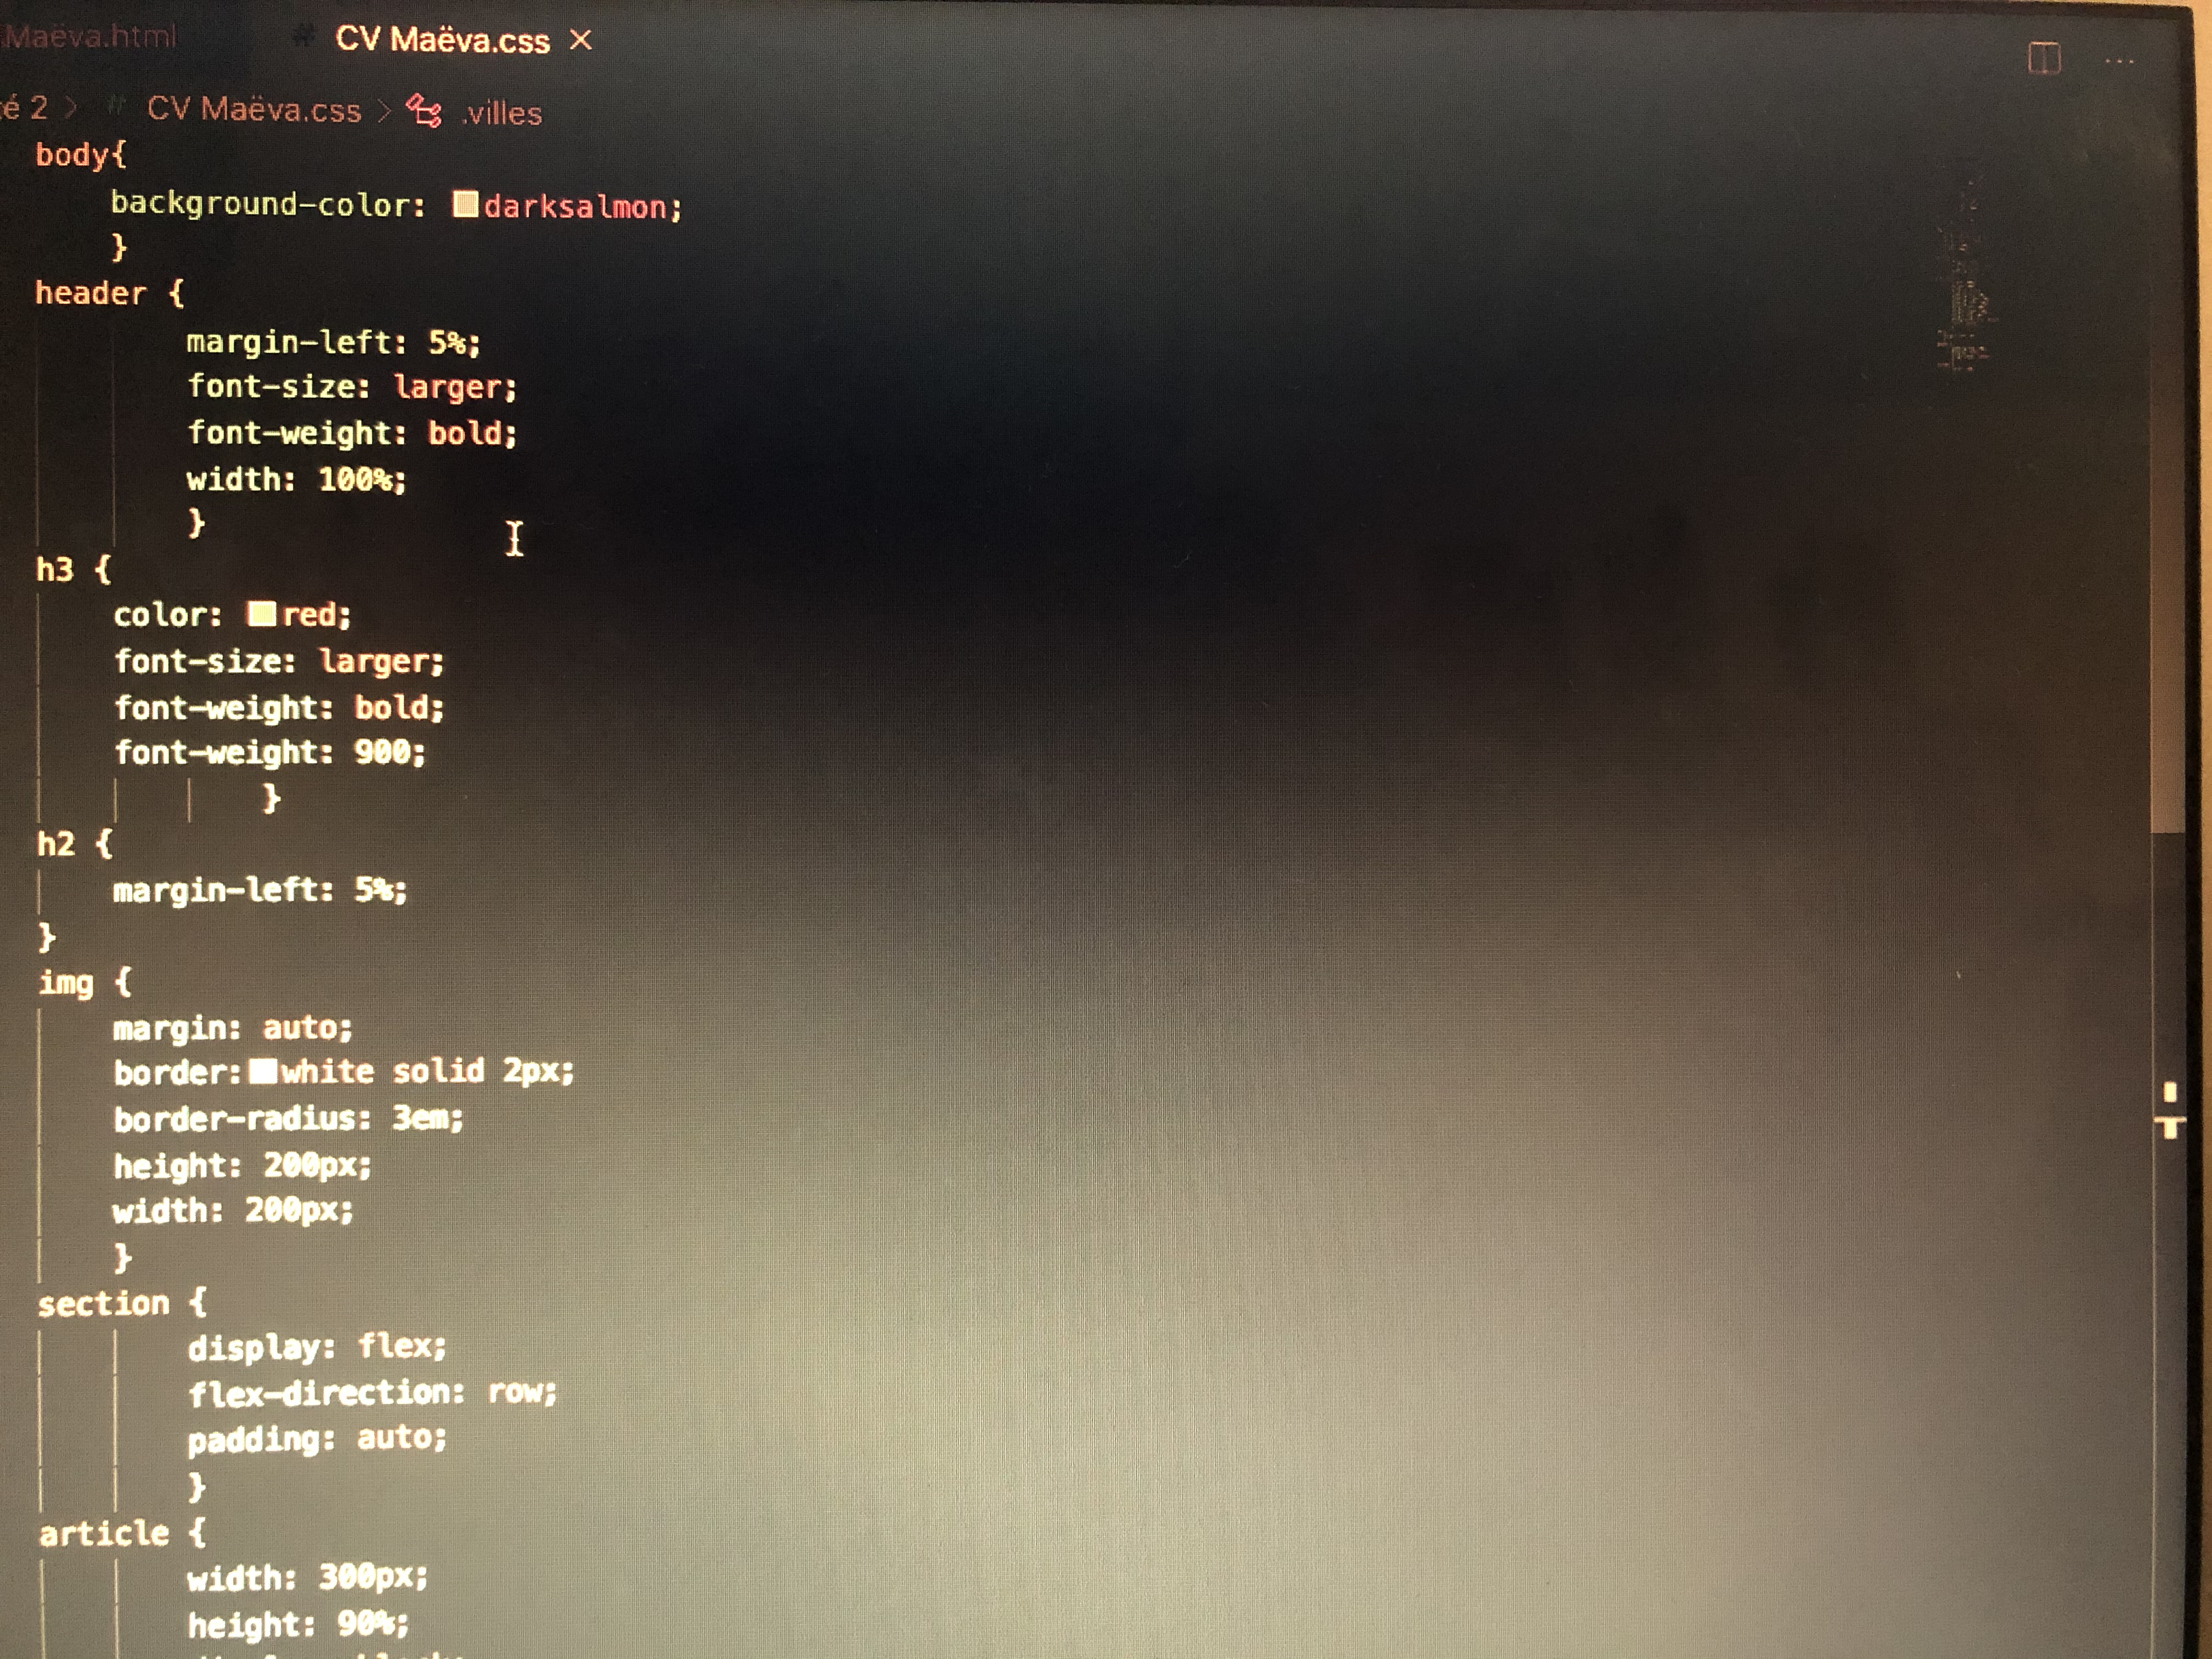 Maëva.html # CV Maëva.css ×
é 2 > # CV Maëva.css > .villes
body{
background-color: darksalmon;
}
header {
margin-left: 5%;
font-size: larger;
font-weight: bold;
width: 100%;
}
h3 {
color: red;
font-size: larger;
font-weight: bold;
font-weight: 900;
}
h2 {
margin-left: 5%;
}
img {
margin: auto;
border: white solid 2px;
border-radius: 3em;
height: 200px;
width: 200px;
}
section {
display: flex;
flex-direction: row;
padding: auto;
}
article {
width: 300px;
height: 90%;